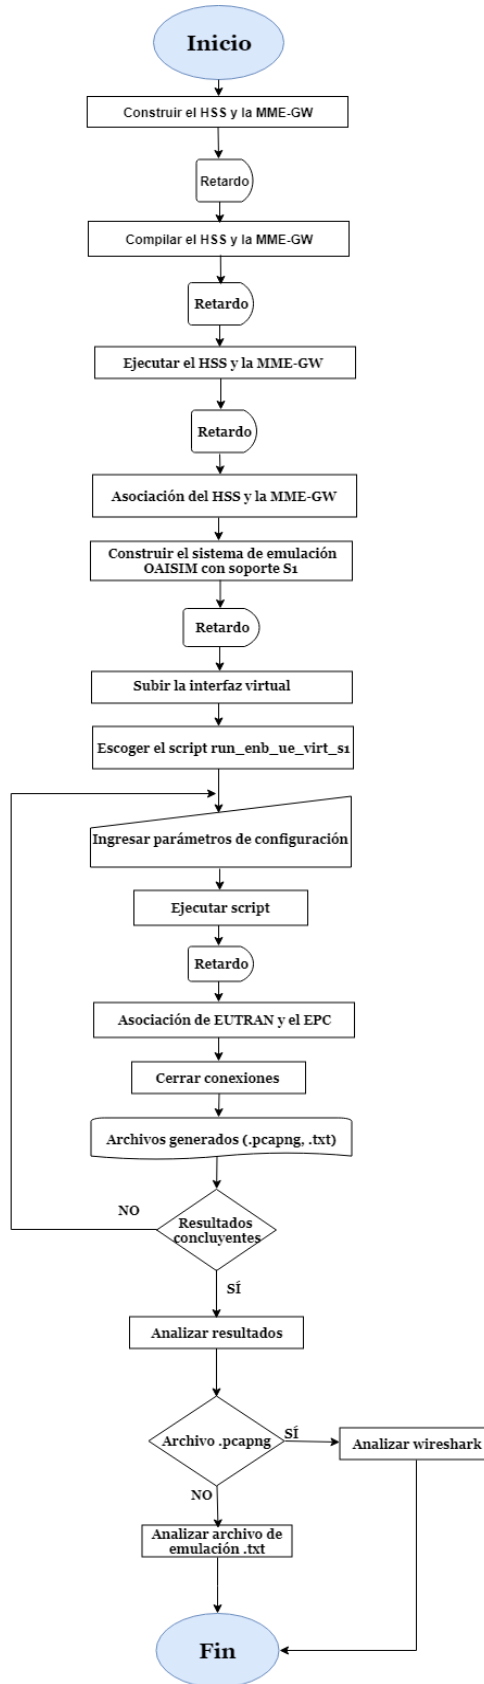 Inicio
Construir el HSS y la MME-GW
Retardo
Compilar el HSS y la MME-GW
Retardo
Ejecutar el HSS y la MME-GW
Retardo
Asociación del HSS y la MME-GW
Construir el sistema de emulación
OAISIM con soporte S1
Retardo
Subir la interfaz virtual
Escoger el script run_enb_ue_virt_s1
Ingresar parámetros de configuración
Ejecutar script
Retardo
Asociación de EUTRAN y el EPC
Cerrar conexiones
Archivos generados (.pcapng, .txt)
NO
Resultados
concluyentes
SÍ
Analizar resultados
Archivo .pcapng
SÍ
Analizar wireshark
NO
Analizar archivo de
emulación .txt
Fin